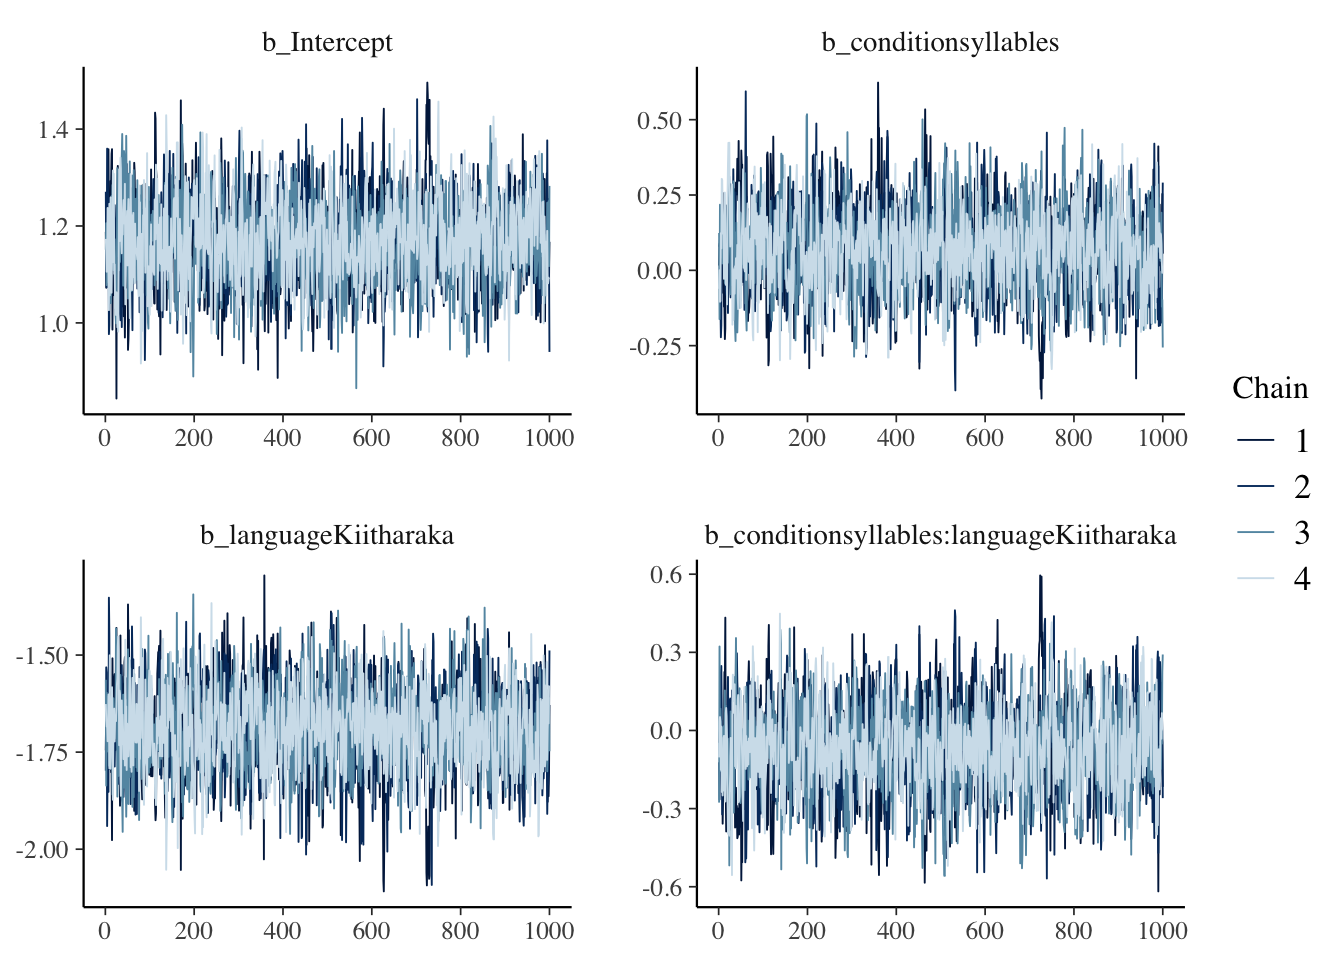 b_Intercept
1.4
1.2
1.0
0 200 400 600 800 1000
b_conditionsyllables
0.50
0.25
0.00
-0.25
0 200 400 600 800 1000
b_languageKiitharaka
-1.50
-1.75
-2.00
0 200 400 600 800 1000
b_conditionsyllables:languageKiitharaka
0.6
0.3
0.0
-0.3
-0.6
0 200 400 600 800 1000
Chain
1
2
3
4